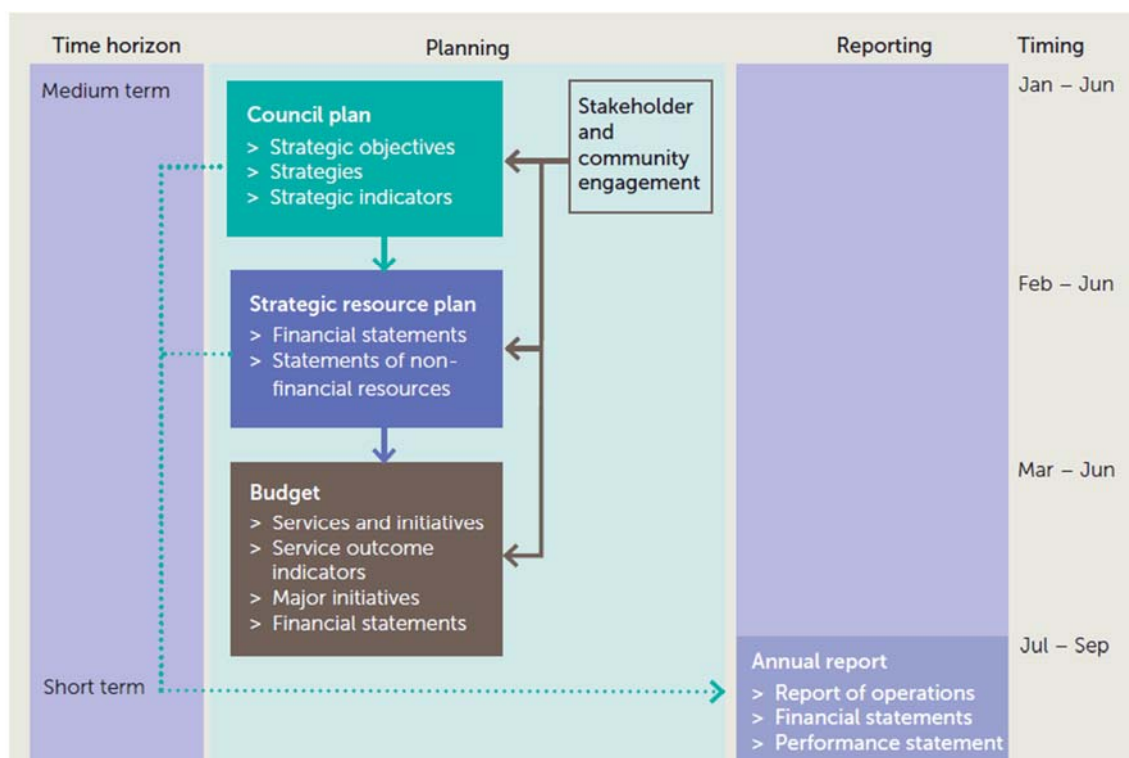 Time horizon
Planning
Reporting
Timing
Medium term
Jan – Jun
Council plan
> Strategic objectives
> Strategies
> Strategic indicators
Stakeholder
and
community
engagement
Feb – Jun
Strategic resource plan
> Financial statements
> Statements of non-
financial resources
Mar – Jun
Budget
> Services and initiatives
> Service outcome
indicators
> Major initiatives
> Financial statements
Jul – Sep
Short term
Annual report
> Report of operations
> Financial statements
> Performance statement